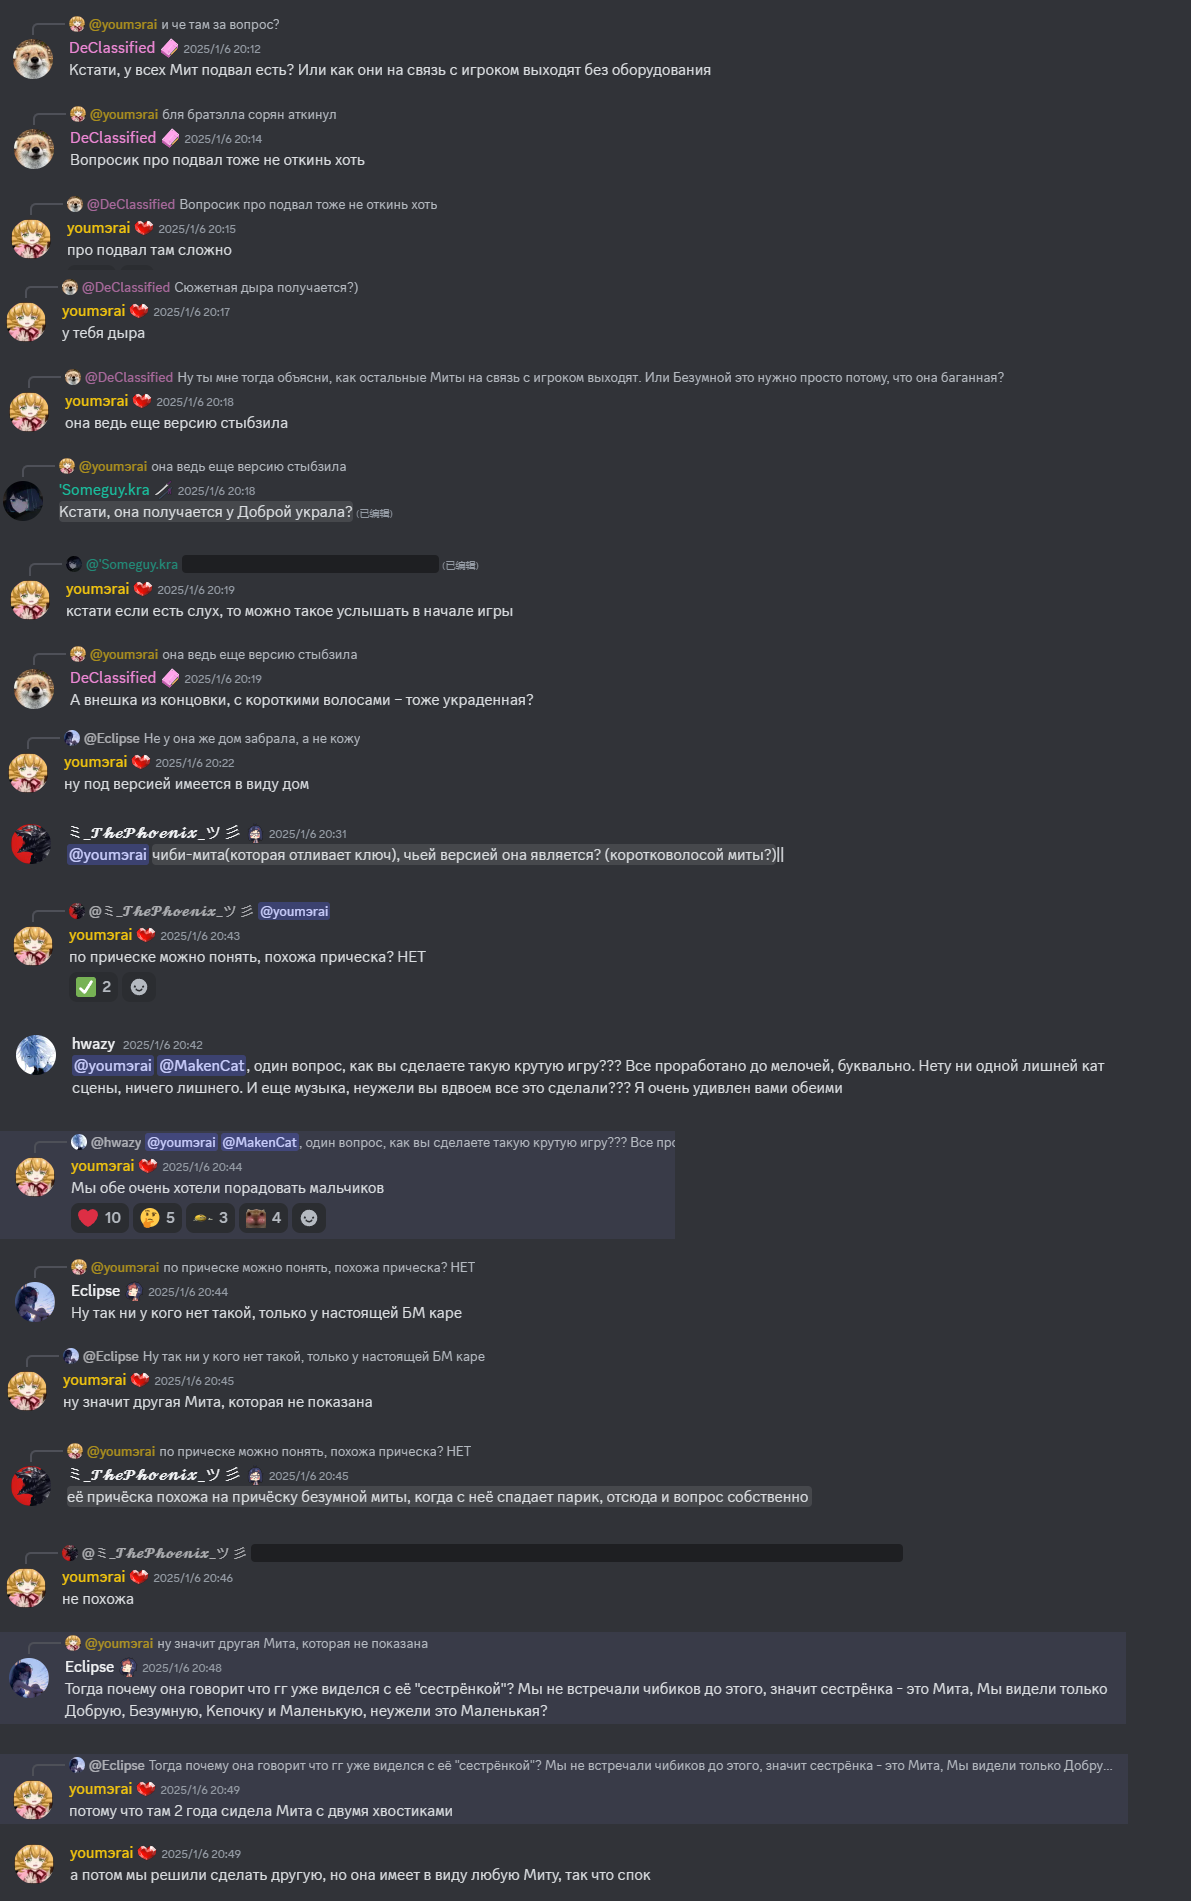 @youmэrai и че там за вопрос?
DeClassified 2025/1/6 20:12
Кстати, у всех Мит подвал есть? Или как они на связь с игроком выходят без оборудования
@youmэrai бля братэлла сорян аткинул
DeClassified 2025/1/6 20:14
Вопросик про подвал тоже не откинь хоть
@DeClassified Вопросик про подвал тоже не откинь хоть
youmэrai 2025/1/6 20:15
про подвал там сложно
@DeClassified Сюжетная дыра получается?)
youmэrai 2025/1/6 20:17
у тебя дыра
@DeClassified Ну ты мне тогда объясни, как остальные Миты на связь с игроком выходят. Или Безумной это нужно просто потому, что она баганная?
youmэrai 2025/1/6 20:18
она ведь еще версию стыбзила
@youmэrai она ведь еще версию стыбзила
'Someguy.kra 2025/1/6 20:18
Кстати, она получается у Доброй украла? (已编辑)
@'Someguy.kra (已编辑)
youmэrai 2025/1/6 20:19
кстати если есть слух, то можно такое услышать в начале игры
@youmэrai она ведь еще версию стыбзила
DeClassified 2025/1/6 20:19
А внешка из концовки, с короткими волосами – тоже украденная?
@Eclipse Не у она же дом забрала, а не кожу
youmэrai 2025/1/6 20:22
ну под версией имеется в виду дом
ミ_𝓣𝓱𝓮𝓟𝓱𝓸𝓮𝓷𝓲𝔁_ツ 彡 2025/1/6 20:31
@youmэrai чиби-мита(которая отливает ключ), чьей версией она является? (коротковолосой миты?)||
@ミ_𝓣𝓱𝓮𝓟𝓱𝓸𝓮𝓷𝓲𝔁_ツ 彡 @youmэrai
youmэrai 2025/1/6 20:43
по прическе можно понять, похожа прическа? НЕТ
2
hwazy 2025/1/6 20:42
@youmэrai @MakenCat, один вопрос, как вы сделаете такую крутую игру??? Все проработано до мелочей, буквально. Нету ни одной лишней кат
сцены, ничего лишнего. И еще музыка, неужели вы вдвоем все это сделали??? Я очень удивлен вами обеими
@hwazy @youmэrai @MakenCat, один вопрос, как вы сделаете такую крутую игру??? Все про
youmэrai 2025/1/6 20:44
Мы обе очень хотели порадовать мальчиков
10 5 3 4
@youmэrai по прическе можно понять, похожа прическа? НЕТ
Eclipse 2025/1/6 20:44
Ну так ни у кого нет такой, только у настоящей БМ каре
@Eclipse Ну так ни у кого нет такой, только у настоящей БМ каре
youmэrai 2025/1/6 20:45
ну значит другая Мита, которая не показана
@youmэrai по прическе можно понять, похожа прическа? НЕТ
ミ_𝓣𝓱𝓮𝓟𝓱𝓸𝓮𝓷𝓲𝔁_ツ 彡 2025/1/6 20:45
её причёска похожа на причёску безумной миты, когда с неё спадает парик, отсюда и вопрос собственно
@ミ_𝓣𝓱𝓮𝓟𝓱𝓸𝓮𝓷𝓲𝔁_ツ 彡
youmэrai 2025/1/6 20:46
не похожа
@youmэrai ну значит другая Мита, которая не показана
Eclipse 2025/1/6 20:48
Тогда почему она говорит что гг уже виделся с её "сестрёнкой"? Мы не встречали чибиков до этого, значит сестрёнка - это Мита, Мы видели только
Добрую, Безумную, Кепочку и Маленькую, неужели это Маленькая?
@Eclipse Тогда почему она говорит что гг уже виделся с её "сестрёнкой"? Мы не встречали чибиков до этого, значит сестрёнка - это Мита, Мы видели только Добру...
youmэrai 2025/1/6 20:49
потому что там 2 года сидела Мита с двумя хвостиками
youmэrai 2025/1/6 20:49
а потом мы решили сделать другую, но она имеет в виду любую Миту, так что спок